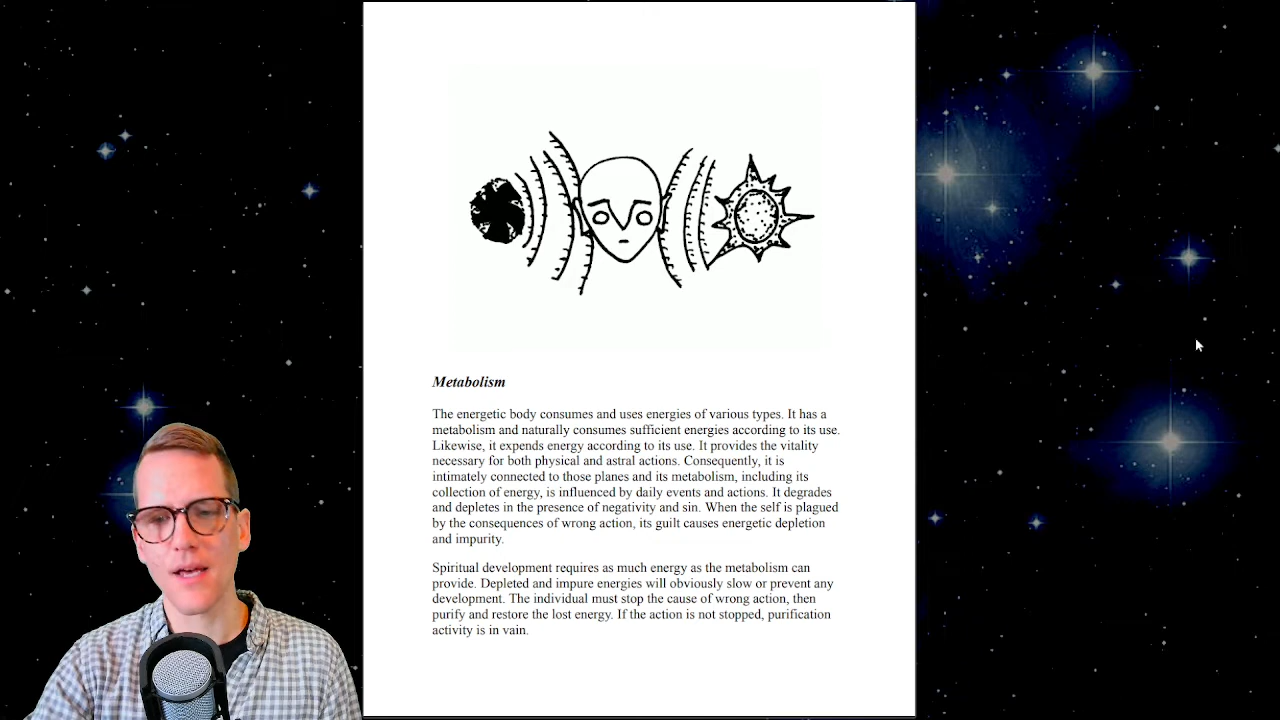 Metabolism
The energetic body consumes and uses energies of various types. It has a
metabolism and naturally consumes sufficient energies according to its use.
Likewise, it expends energy according to its use. It provides the vitality
necessary for both physical and astral actions. Consequently, it is
intimately connected to those planes and its metabolism, including its
collection of energy, is influenced by daily events and actions. It degrades
and depletes in the presence of negativity and sin. When the self is plagued
by the consequences of wrong action, its guilt causes energetic depletion
and impurity.
Spiritual development requires as much energy as the metabolism can
provide. Depleted and impure energies will obviously slow or prevent any
development. The individual must stop the cause of wrong action, then
purify and restore the lost energy. If the action is not stopped, purification
activity is in vain.